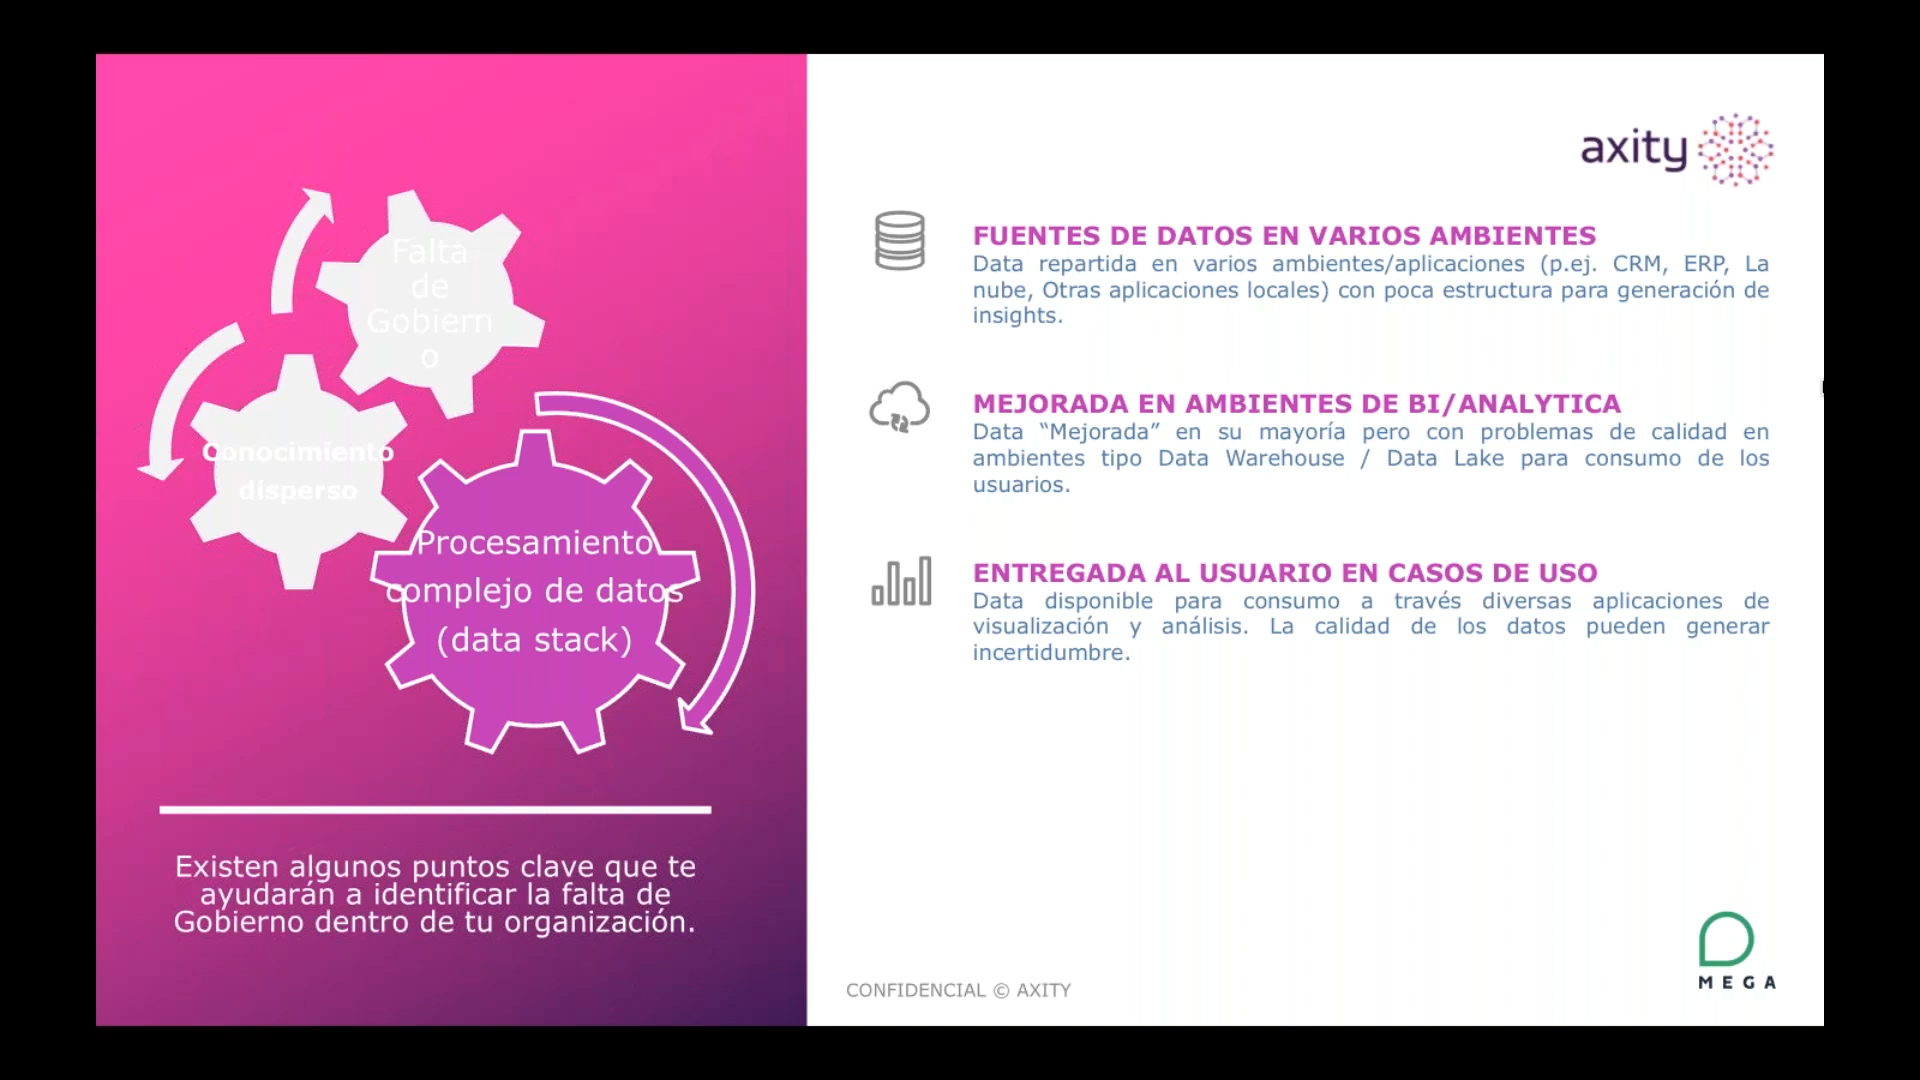 Falta
de
Gobiern
o
Conocimiento
disperso
Procesamiento
complejo de datos
(data stack)
Existen algunos puntos clave que te
ayudarán a identificar la falta de
Gobierno dentro de tu organización.
axity
FUENTES DE DATOS EN VARIOS AMBIENTES
Data repartida en varios ambientes/aplicaciones (p.ej. CRM, ERP, La
nube, Otras aplicaciones locales) con poca estructura para generación de
insights.
MEJORADA EN AMBIENTES DE BI/ANALYTICA
Data “Mejorada” en su mayoría pero con problemas de calidad en
ambientes tipo Data Warehouse / Data Lake para consumo de los
usuarios.
ENTREGADA AL USUARIO EN CASOS DE USO
Data disponible para consumo a través diversas aplicaciones de
visualización y análisis. La calidad de los datos pueden generar
incertidumbre.
CONFIDENCIAL © AXITY
MEGA